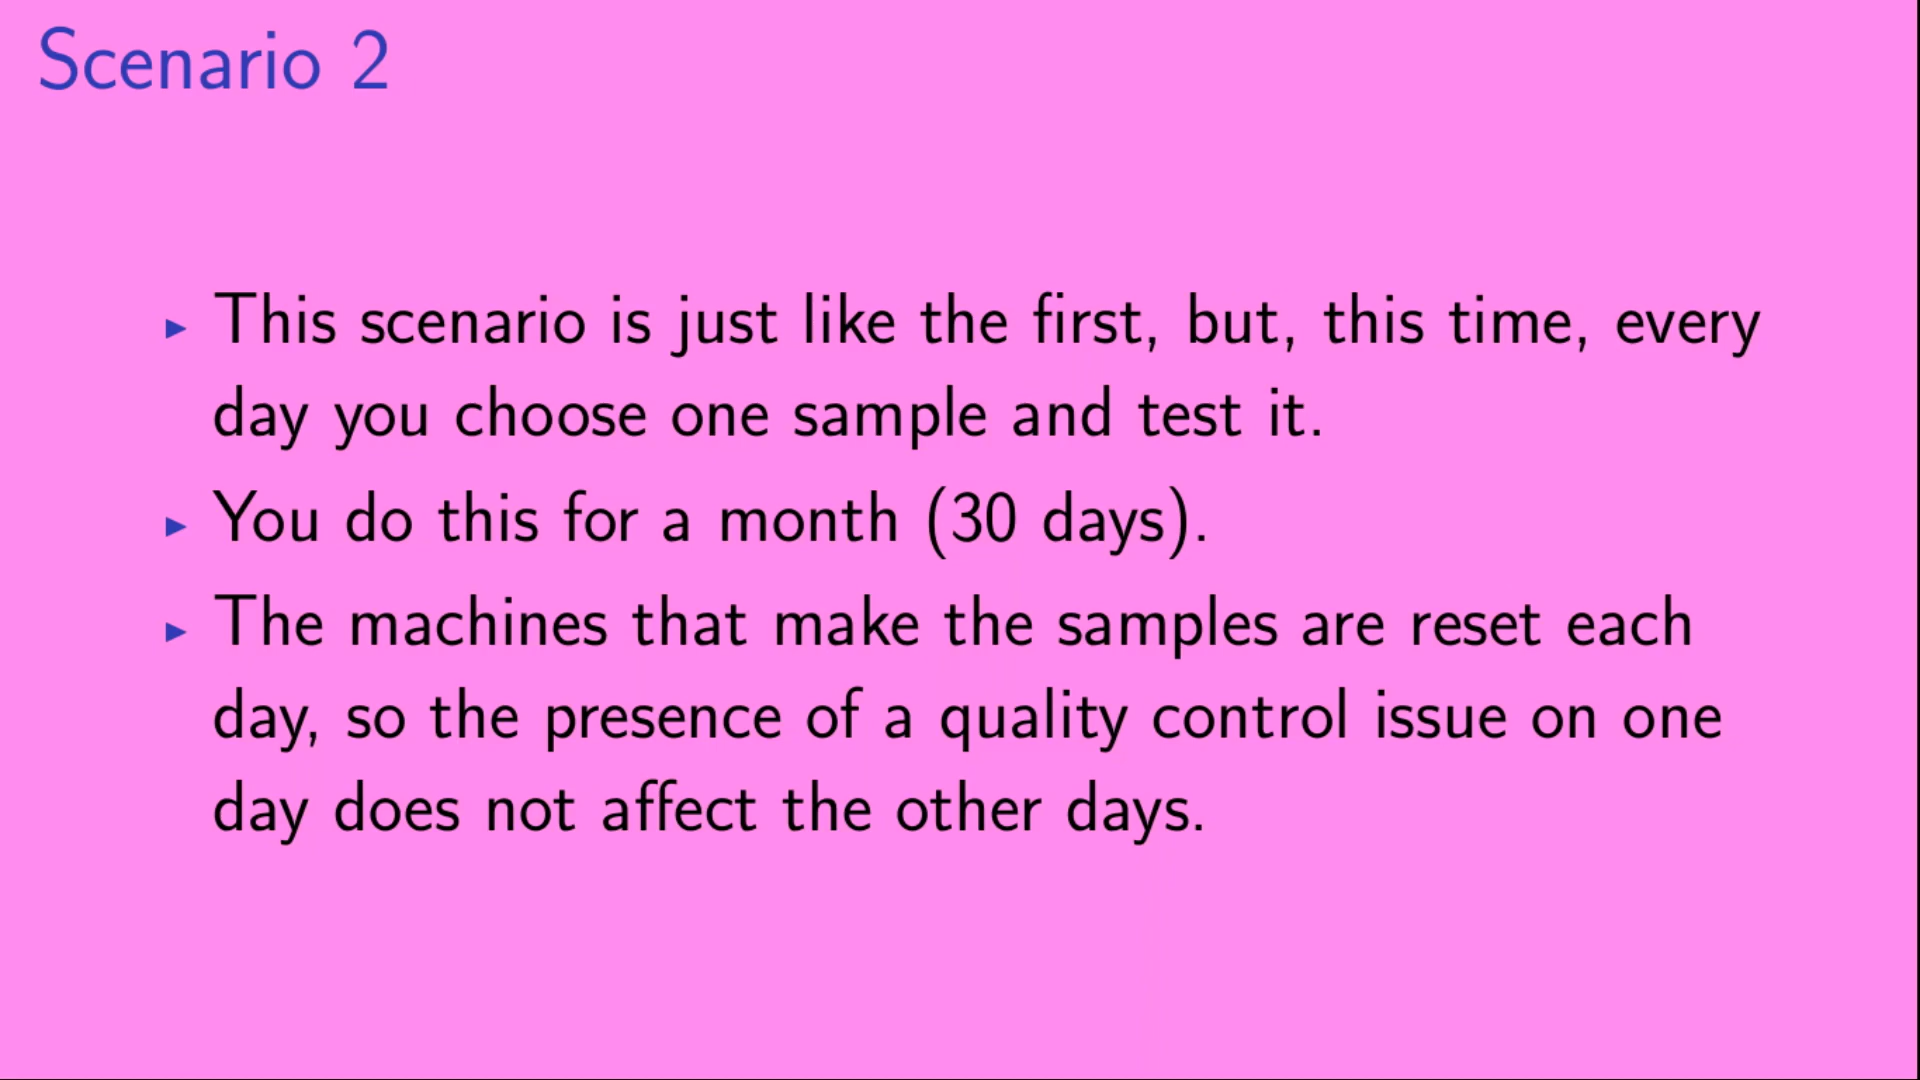 Scenario 2
▸ This scenario is just like the first, but, this time, every
day you choose one sample and test it.
▸ You do this for a month (30 days).
▸ The machines that make the samples are reset each
day, so the presence of a quality control issue on one
day does not affect the other days.